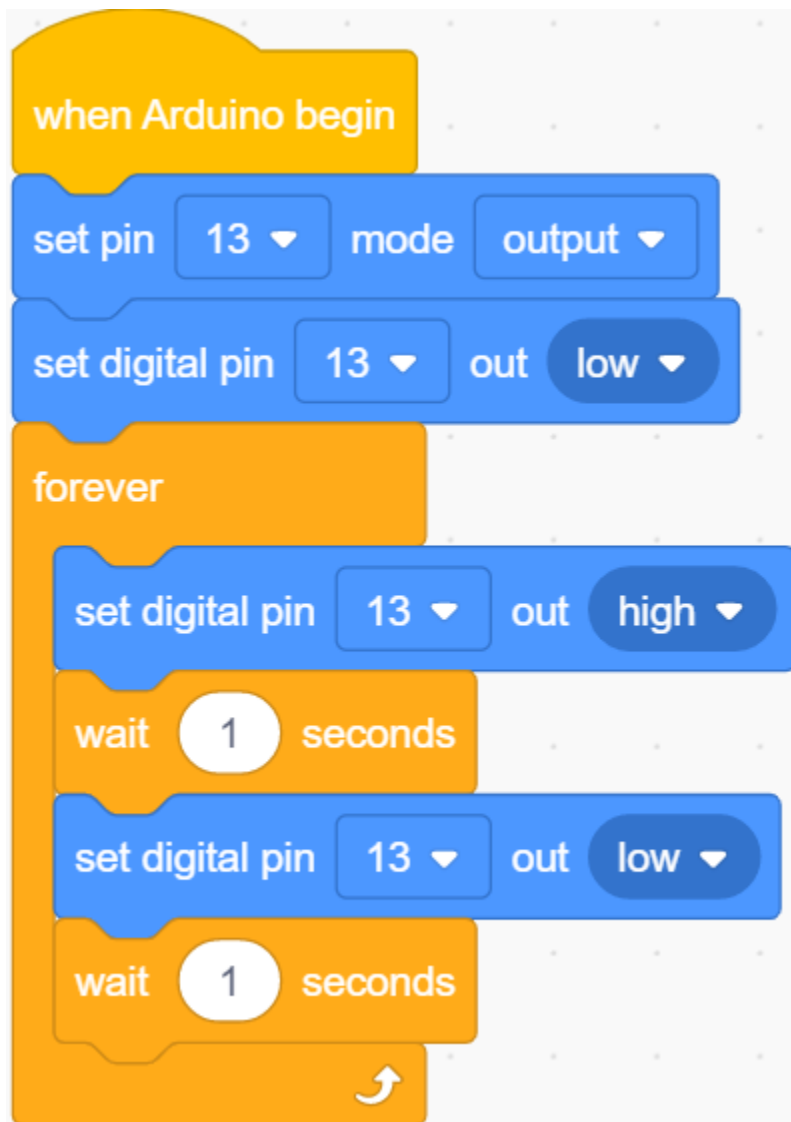 when Arduino begin
set pin 13 mode output
set digital pin 13 out low
forever
set digital pin 13 out high
wait 1 seconds
set digital pin 13 out low
wait 1 seconds